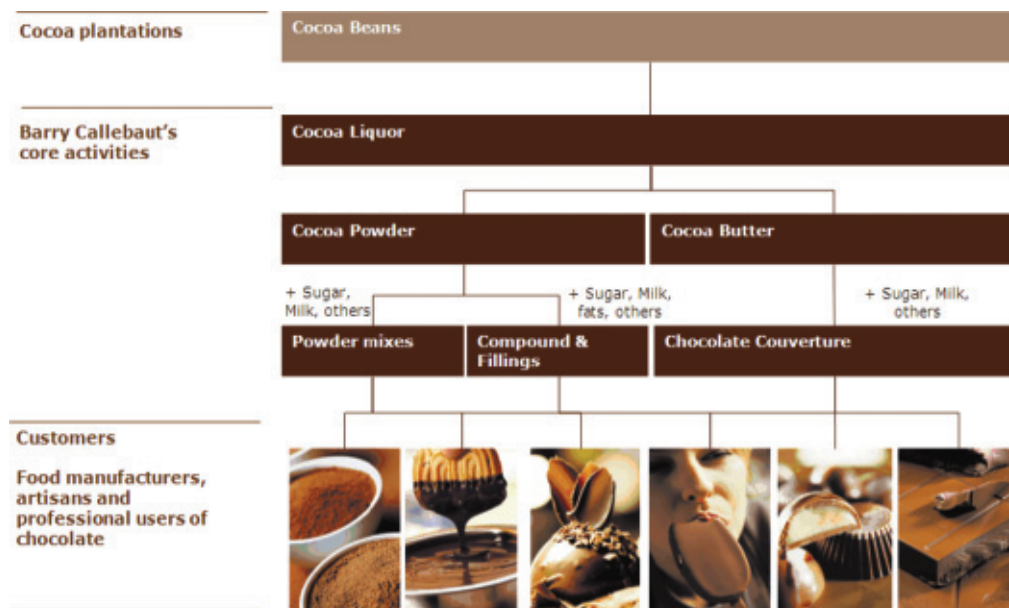 Cocoa plantations
Cocoa Beans
Barry Callebaut's
core activities
Cocoa Liquor
Cocoa Powder
Cocoa Butter
+ Sugar,
Milk, others
+ Sugar, Milk,
fats, others
+ Sugar, Milk,
others
Powder mixes
Compound &
Fillings
Chocolate Couverture
Customers
Food manufacturers,
artisans and
professional users of
chocolate